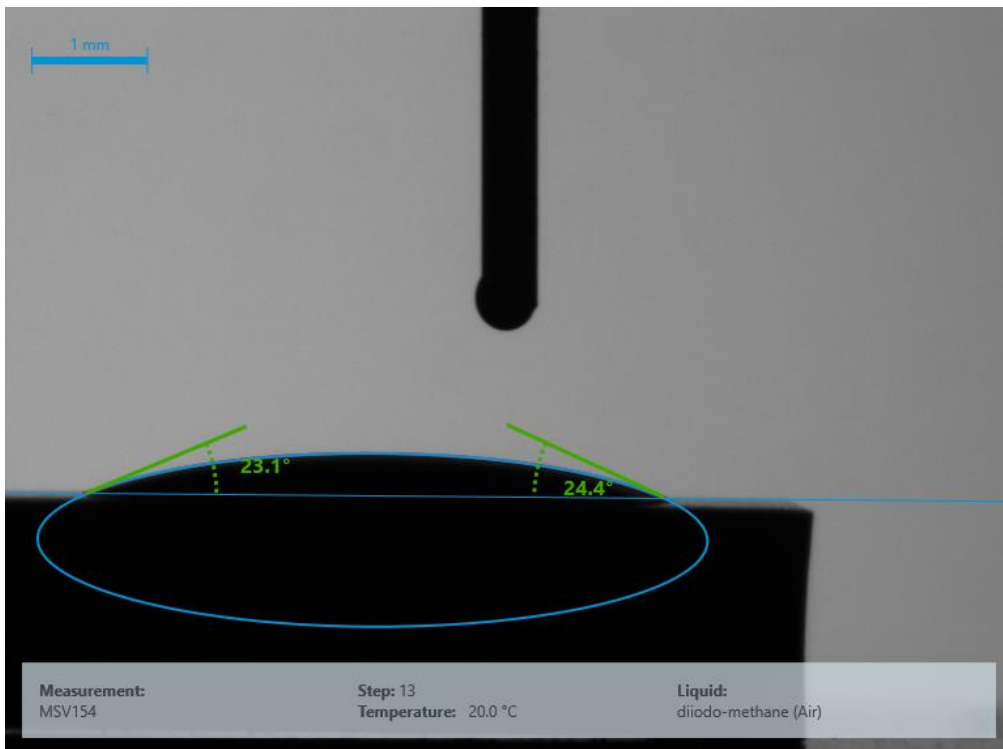 1 mm
23.1°
24.4°
Measurement:
MSV154
Step: 13
Temperature: 20.0 °C
Liquid:
diiodo-methane (Air)